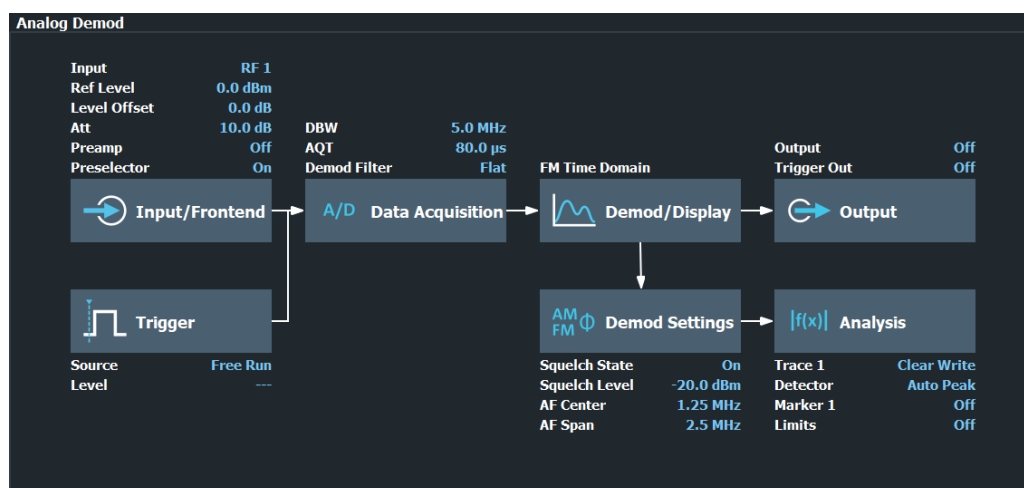 Analog Demod
Input RF 1
Ref Level 0.0 dBm
Level Offset 0.0 dB
Att 10.0 dB
Preamp Off
Preselector On
Input/Frontend
DBW 5.0 MHz
AQT 80.0 µs
Demod Filter Flat
A/D Data Acquisition
FM Time Domain
Demod/Display
Output Off
Trigger Out Off
Output
Trigger
Source Free Run
Level ---
AM FM Φ Demod Settings
Squelch State On
Squelch Level -20.0 dBm
AF Center 1.25 MHz
AF Span 2.5 MHz
|f(x)| Analysis
Trace 1 Clear Write
Detector Auto Peak
Marker 1 Off
Limits Off